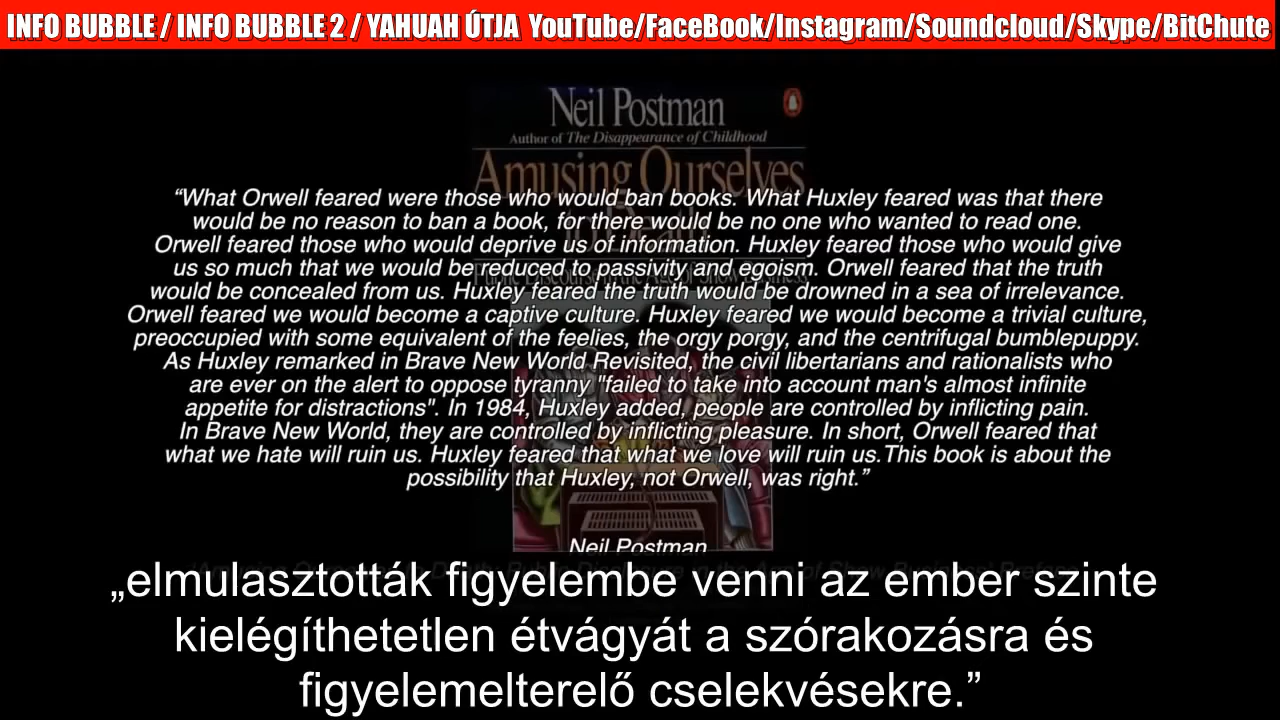 INFO BUBBLE / INFO BUBBLE 2 / YAHUAH ÚTJA YouTube/FaceBook/Instagram/Soundcloud/Skype/BitChute
Neil Postman
Author of The Disappearance of Childhood
Amusing Ourselves
to Death
“What Orwell feared were those who would ban books. What Huxley feared was that there
would be no reason to ban a book, for there would be no one who wanted to read one.
Orwell feared those who would deprive us of information. Huxley feared those who would give
us so much that we would be reduced to passivity and egoism. Orwell feared that the truth
would be concealed from us. Huxley feared the truth would be drowned in a sea of irrelevance.
Orwell feared we would become a captive culture. Huxley feared we would become a trivial culture,
preoccupied with some equivalent of the feelies, the orgy porgy, and the centrifugal bumblepuppy.
As Huxley remarked in Brave New World Revisited, the civil libertarians and rationalists who
are ever on the alert to oppose tyranny "failed to take into account man's almost infinite
appetite for distractions". In 1984, Huxley added, people are controlled by inflicting pain.
In Brave New World, they are controlled by inflicting pleasure. In short, Orwell feared that
what we hate will ruin us. Huxley feared that what we love will ruin us.This book is about the
possibility that Huxley, not Orwell, was right.”
Neil Postman
„elmulasztották figyelembe venni az ember szinte
kielégíthetetlen étvágyát a szórakozásra és
figyelemelterelő cselekvésekre.”